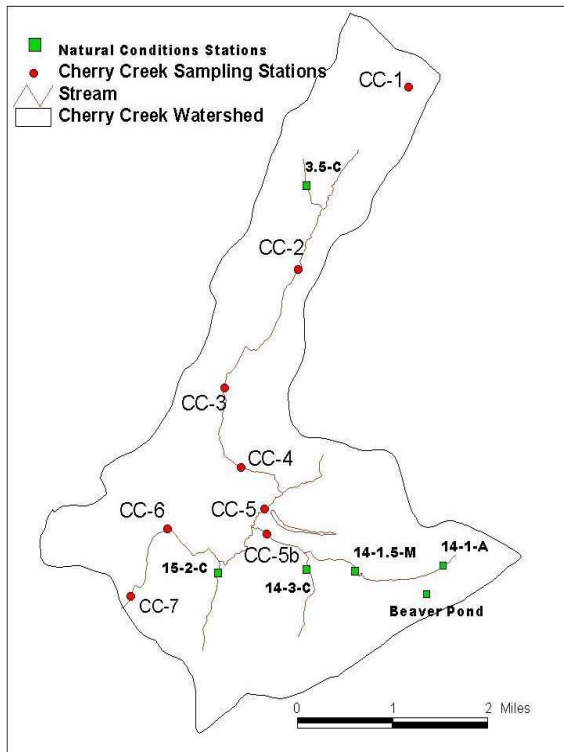 Natural Conditions Stations
Cherry Creek Sampling Stations
Stream
Cherry Creek Watershed
CC-1
3.5-C
CC-2
CC-3
CC-4
CC-5
CC-6
CC-5b
14-1.5-M
14-1-A
15-2-C
14-3-C
CC-7
Beaver Pond
0 1 2 Miles